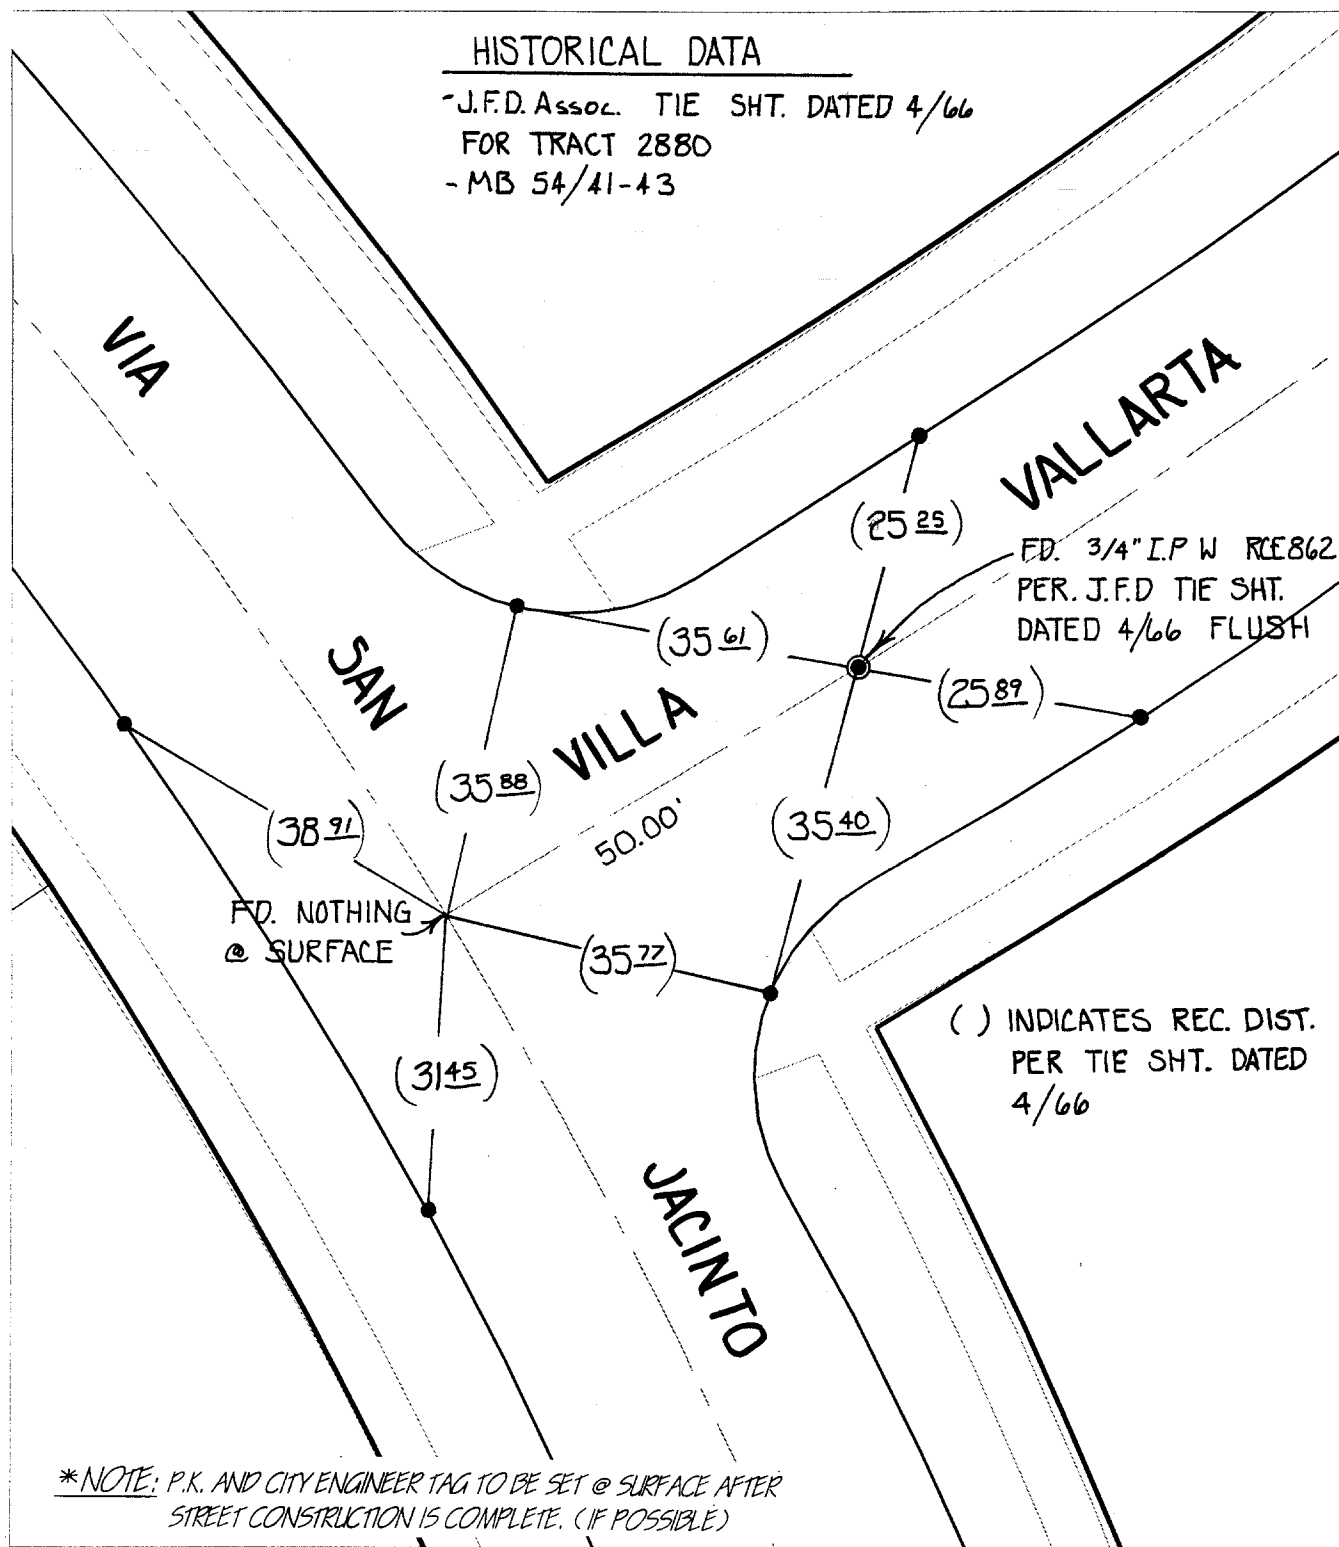 HISTORICAL DATA
-J.F.D. Assoc. TIE SHT. DATED 4/66
FOR TRACT 2880
- MB 54/41-43
VIA
SAN
JACINTO
VILLA
VALLARTA
(25 25)
FD. 3/4" I.P W RCE862
PER. J.F.D TIE SHT.
DATED 4/66 FLUSH
(35 61)
(25 89)
(35 88)
(38 91)
50.00'
(35 40)
FD. NOTHING
@ SURFACE
(35 77)
(31 45)
( ) INDICATES REC. DIST.
PER TIE SHT. DATED
4/66
*NOTE: P.K. AND CITY ENGINEER TAG TO BE SET @ SURFACE AFTER
STREET CONSTRUCTION IS COMPLETE. (IF POSSIBLE)